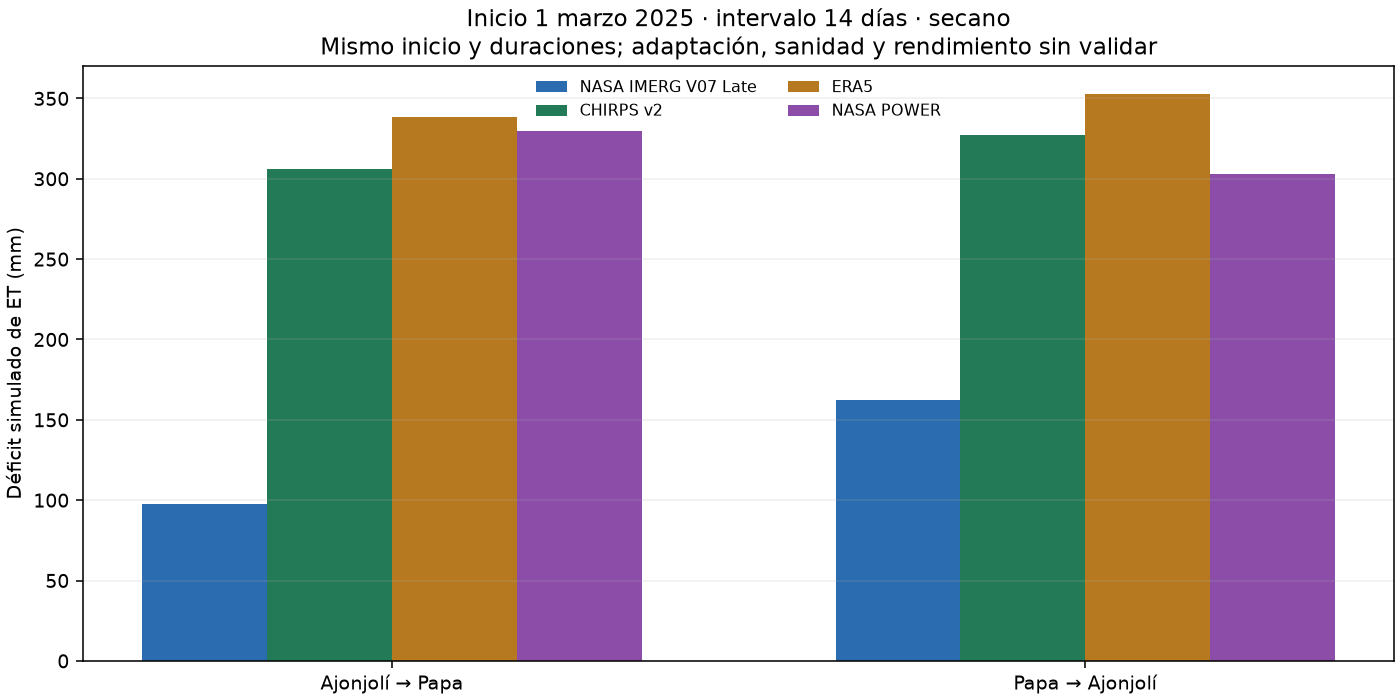 Inicio 1 marzo 2025 · intervalo 14 días · secano
Mismo inicio y duraciones; adaptación, sanidad y rendimiento sin validar
NASA IMERG V07 Late
CHIRPS v2
ERA5
NASA POWER
Déficit simulado de ET (mm)
350
300
250
200
150
100
50
0
Ajonjolí → Papa
Papa → Ajonjolí